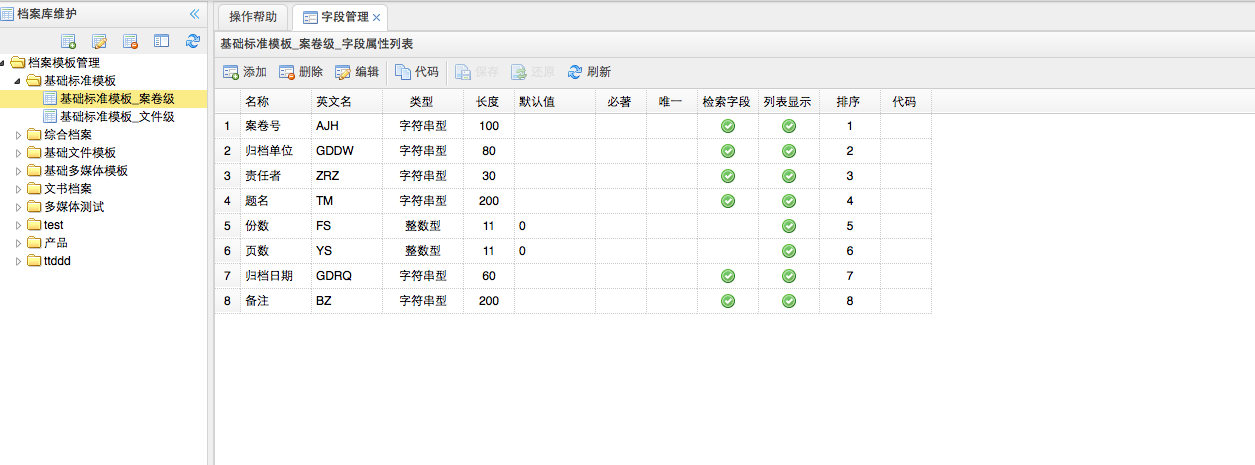 档案库维护
档案模板管理
基础标准模板
基础标准模板_案卷级
基础标准模板_文件级
综合档案
基础文件模板
基础多媒体模板
文书档案
多媒体测试
test
产品
ttddd
操作帮助 字段管理
基础标准模板_案卷级_字段属性列表
添加 删除 编辑 代码 保存 还原 刷新
名称 英文名 类型 长度 默认值 必著 唯一 检索字段 列表显示 排序 代码
1 案卷号 AJH 字符串型 100 1
2 归档单位 GDDW 字符串型 80 2
3 责任者 ZRZ 字符串型 30 3
4 题名 TM 字符串型 200 4
5 份数 FS 整数型 11 0 5
6 页数 YS 整数型 11 0 6
7 归档日期 GDRQ 字符串型 60 7
8 备注 BZ 字符串型 200 8